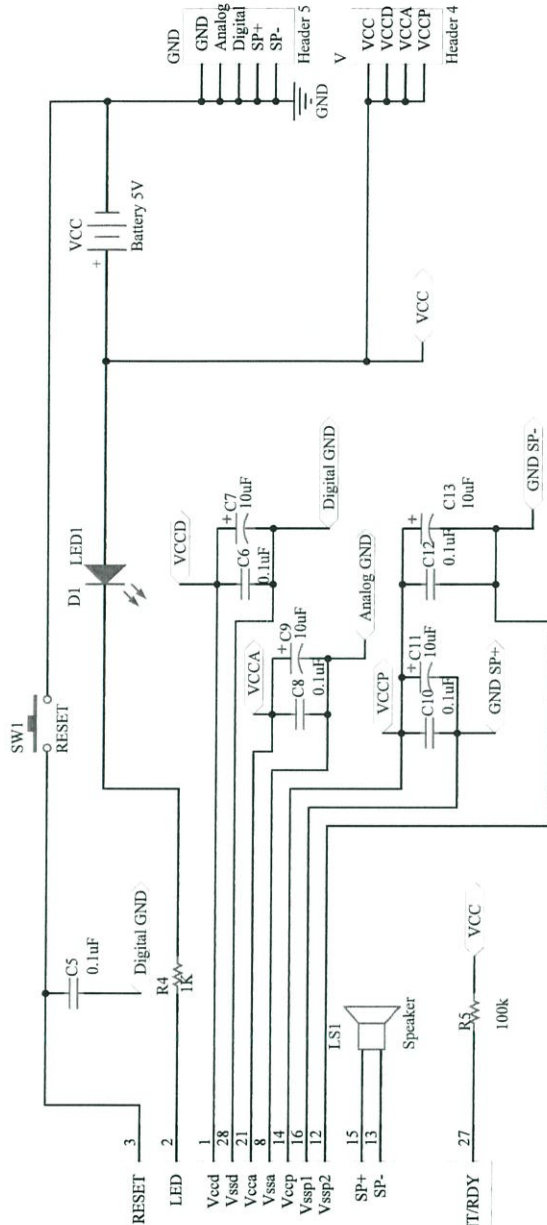 RESET
3
LED
2
Vccd
1
Vssd
28
Vcca
21
Vssa
8
Vccp
14
Vssp1
16
Vssp2
12
SP+
15
SP-
13
T/RDY
27
C5
0.1uF
Digital GND
R4
1K
LS1
Speaker
R5
100k
VCC
SW1
RESET
D1
LED1
VCCD
C7
+
10uF
C6
0.1uF
Digital GND
VCCA
C9
+
10uF
C8
0.1uF
Analog GND
VCCP
C11
+
10uF
C10
0.1uF
GND SP+
C13
+
10uF
C12
0.1uF
GND SP-
VCC
+
Battery 5V
VCC
GND
GND
Analog
Digital
SP+
SP-
Header 5
GND
V
VCC
VCCD
VCCA
VCCP
Header 4